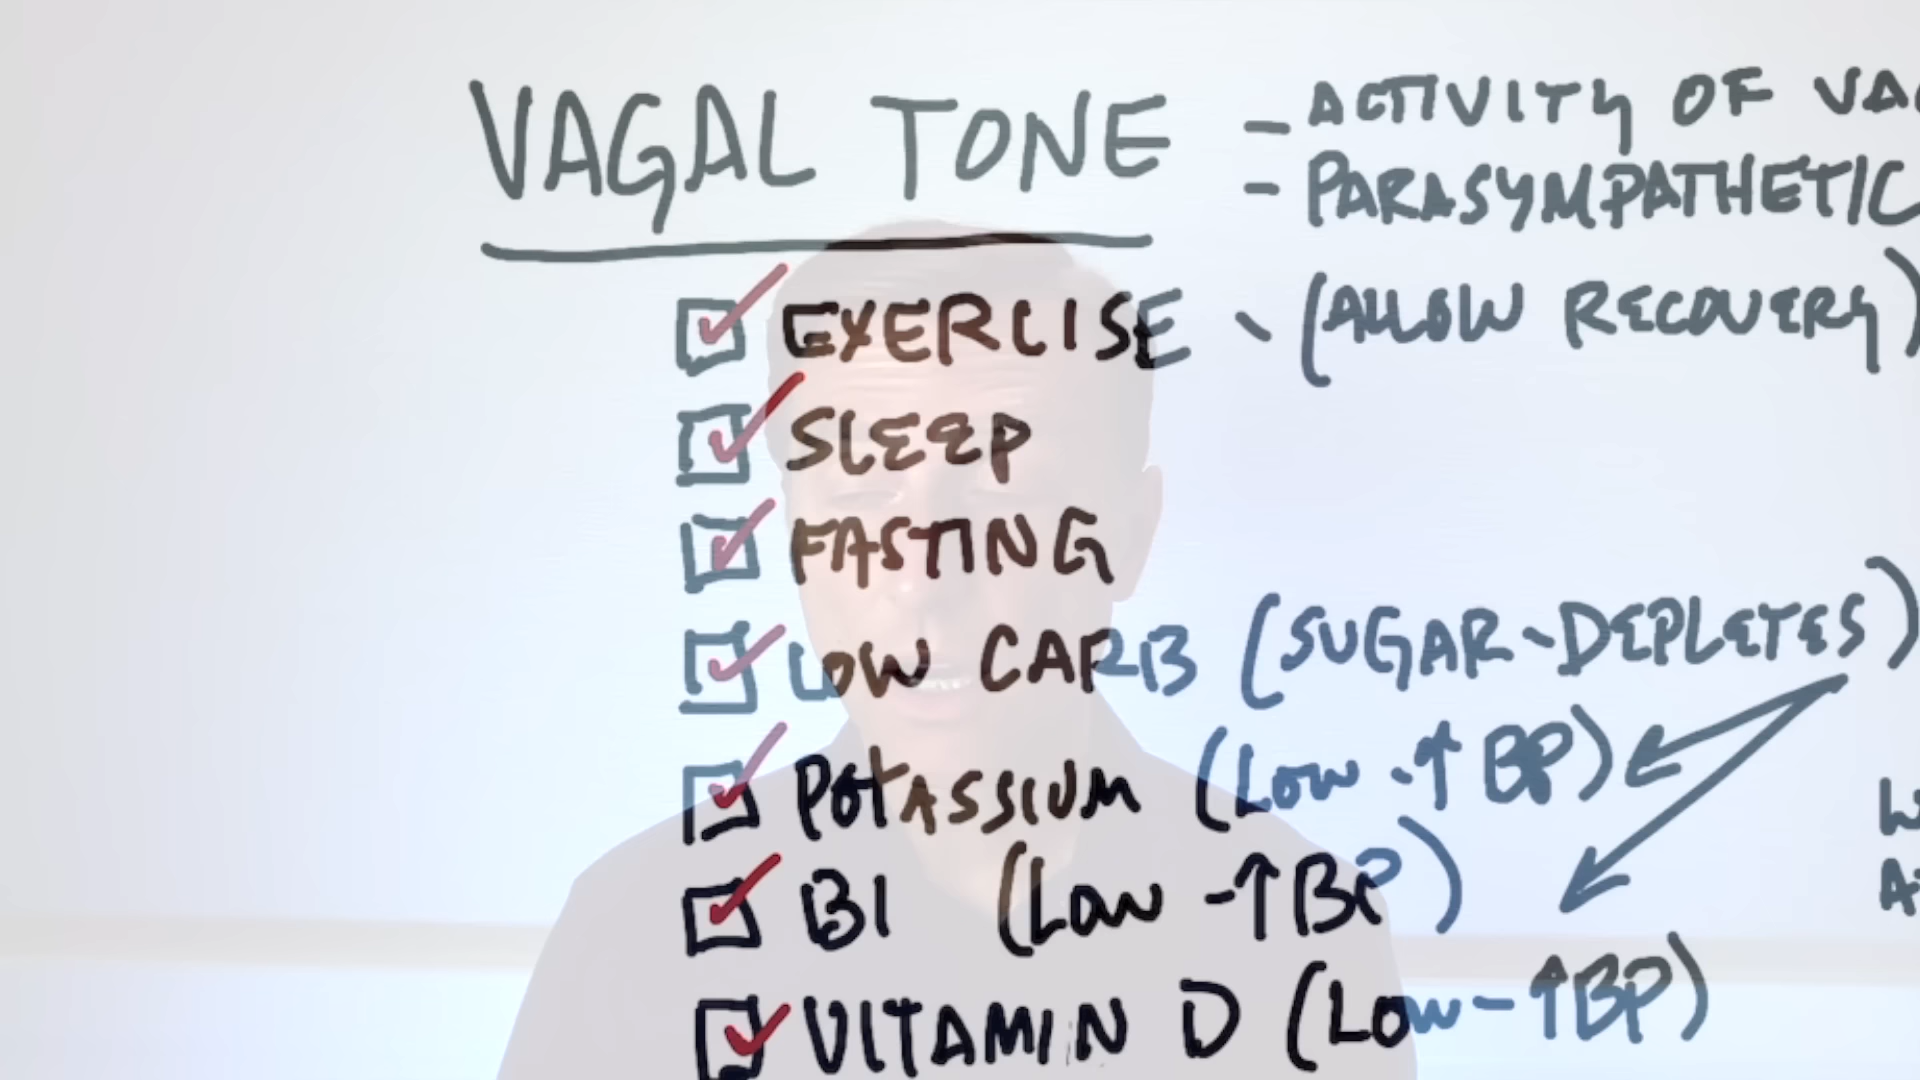 VAGAL TONE
- ACTIVITY OF
- PARASYMPATHETIC
EXERCISE - (ALLOW RECOVERY)
SLEEP
FASTING
LOW CARB (SUGAR-DEPLETES)
POTASSIUM (LOW -↑ BP)
B1 (LOW -↑BP)
VITAMIN D (LOW-↑BP)